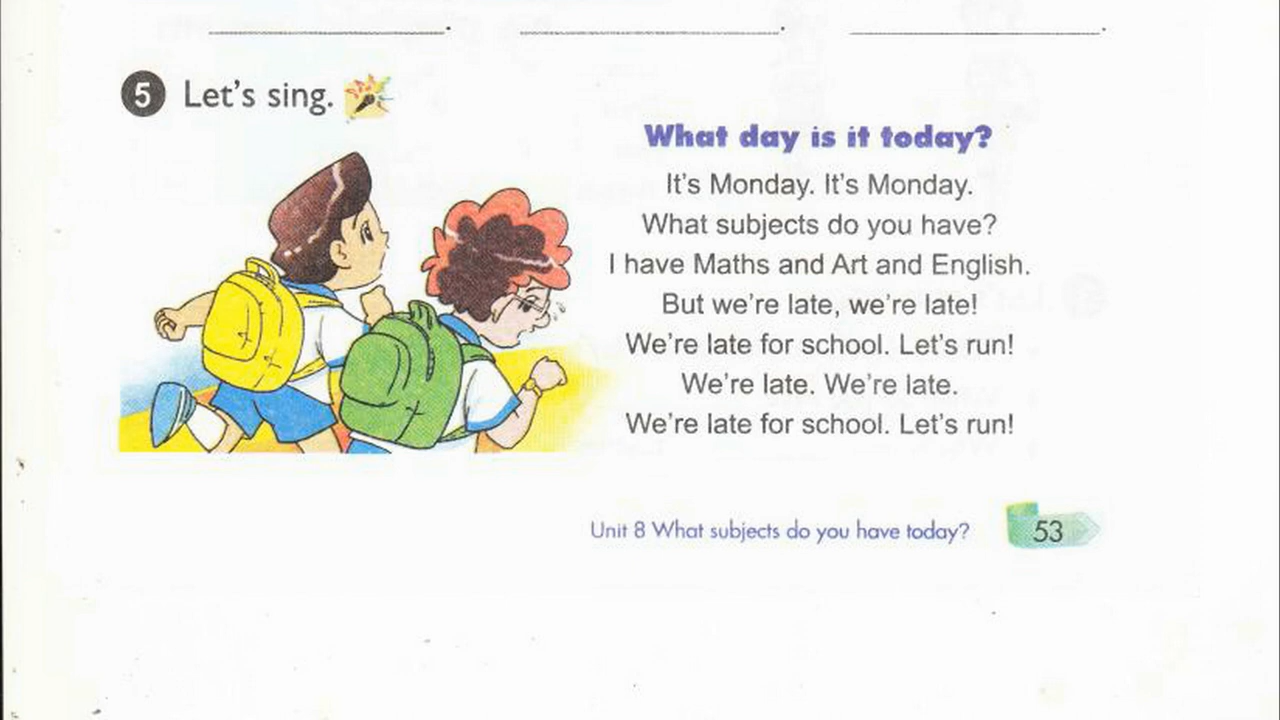 5 Let's sing.
What day is it today?
It's Monday. It's Monday.
What subjects do you have?
I have Maths and Art and English.
But we're late, we're late!
We're late for school. Let's run!
We're late. We're late.
We're late for school. Let's run!
Unit 8 What subjects do you have today? 53